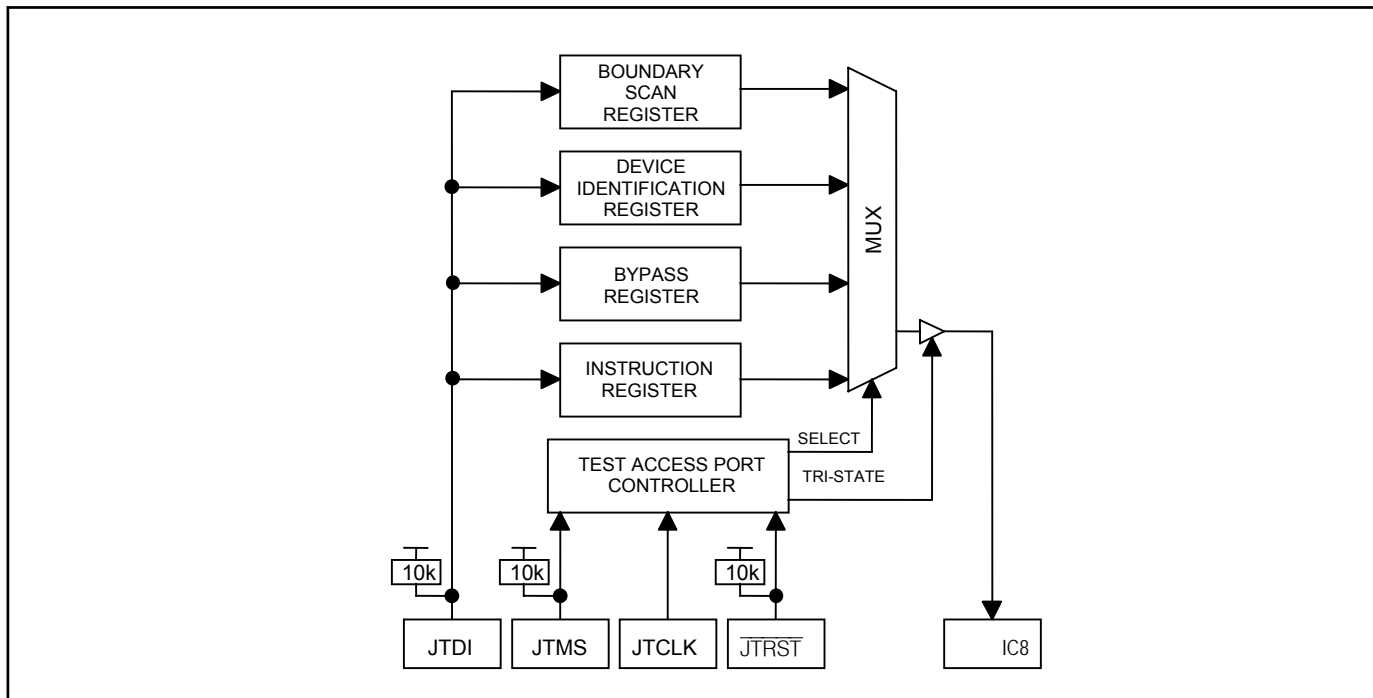 BOUNDARY
SCAN
REGISTER
DEVICE
IDENTIFICATION
REGISTER
BYPASS
REGISTER
INSTRUCTION
REGISTER
MUX
SELECT
TEST ACCESS PORT
CONTROLLER
TRI-STATE
10k
10k
10k
JTDI
JTMS
JTCLK
JTRST
IC8